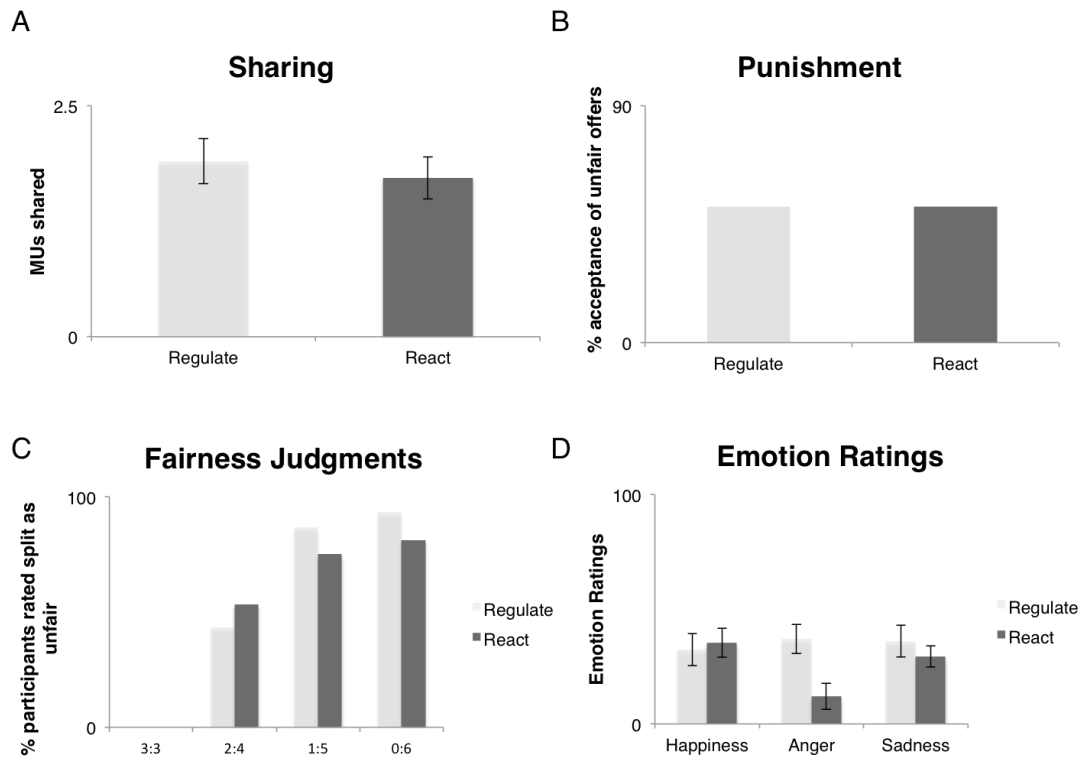 A
Sharing
2.5
MUs shared
0
Regulate
React
B
Punishment
90
% acceptance of unfair offers
0
Regulate
React
C
Fairness Judgments
100
% participants rated split as
unfair
0
3:3
2:4
1:5
0:6
Regulate
React
D
Emotion Ratings
100
Emotion Ratings
0
Happiness
Anger
Sadness
Regulate
React